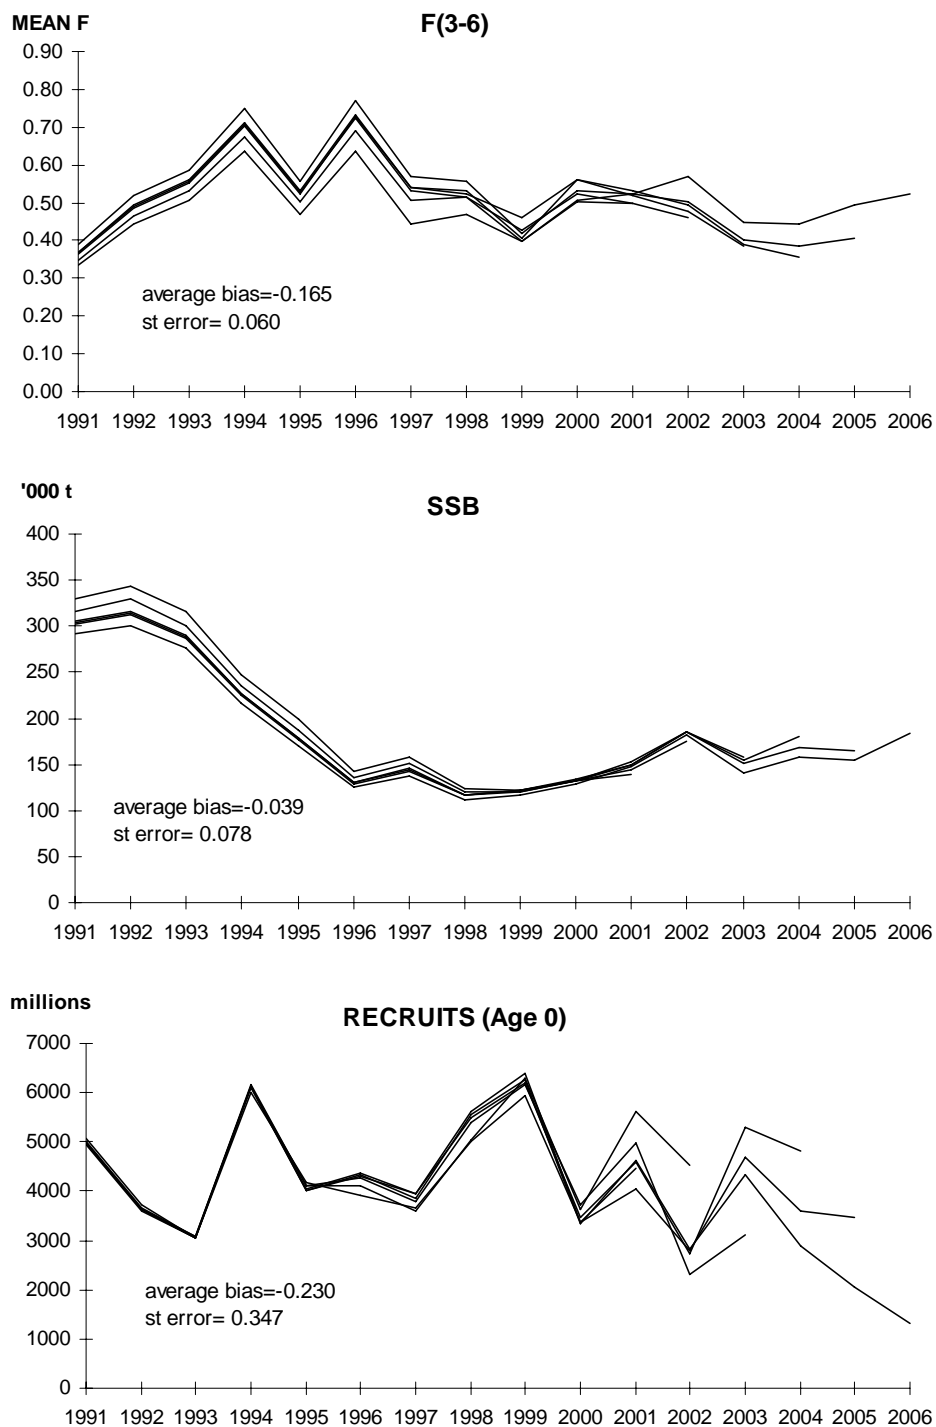 MEAN F
F(3-6)
0.90
0.80
0.70
0.60
0.50
0.40
0.30
0.20
0.10
0.00
average bias=-0.165
st error= 0.060
1991 1992 1993 1994 1995 1996 1997 1998 1999 2000 2001 2002 2003 2004 2005 2006
'000 t
SSB
400
350
300
250
200
150
100
50
0
average bias=-0.039
st error= 0.078
1991 1992 1993 1994 1995 1996 1997 1998 1999 2000 2001 2002 2003 2004 2005 2006
millions
RECRUITS (Age 0)
7000
6000
5000
4000
3000
2000
1000
0
average bias=-0.230
st error= 0.347
1991 1992 1993 1994 1995 1996 1997 1998 1999 2000 2001 2002 2003 2004 2005 2006